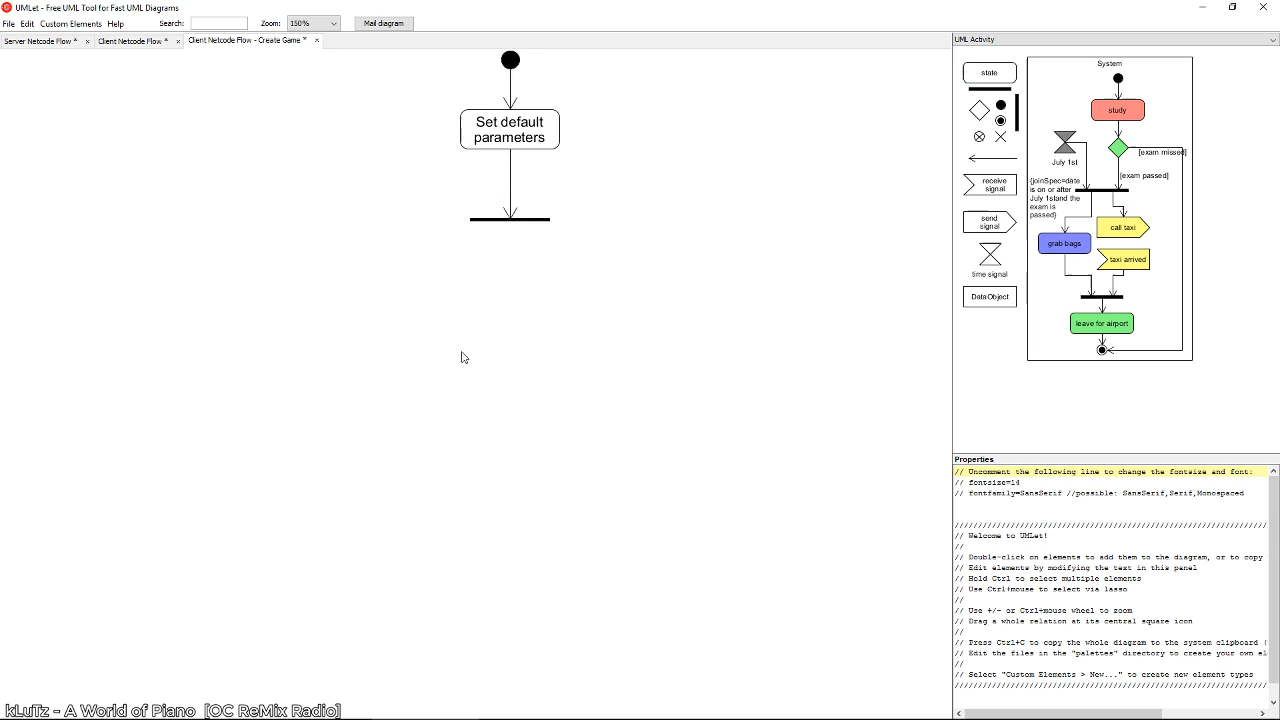 UMLet - Free UML Tool for Fast UML Diagrams
File Edit Custom Elements Help Search: Zoom: 150% Mail diagram
Server Netcode Flow * × Client Netcode Flow * × Client Netcode Flow - Create Game * ×
Set default
parameters
UML Activity
state
receive
signal
send
signal
time signal
DataObject
System
study
July 1st
[exam missed]
[exam passed]
{joinSpec=date
is on or after
July 1stand the
exam is
passed}
call taxi
grab bags
taxi arrived
leave for airport
Properties
// Uncomment the following line to change the fontsize and font:
// fontsize=14
// fontfamily=SansSerif //possible: SansSerif,Serif,Monospaced
//////////////////////////////////////////////////////////////////
// Welcome to UMLet!
//
// Double-click on elements to add them to the diagram, or to copy
// Edit elements by modifying the text in this panel
// Hold Ctrl to select multiple elements
// Use Ctrl+mouse to select via lasso
//
// Use +/- or Ctrl+mouse wheel to zoom
// Drag a whole relation at its central square icon
//
// Press Ctrl+C to copy the whole diagram to the system clipboard (
// Edit the files in the "palettes" directory to create your own el
//
// Select "Custom Elements > New..." to create new element types
//////////////////////////////////////////////////////////////////
kLuTz - A World of Piano [OC ReMix Radio]